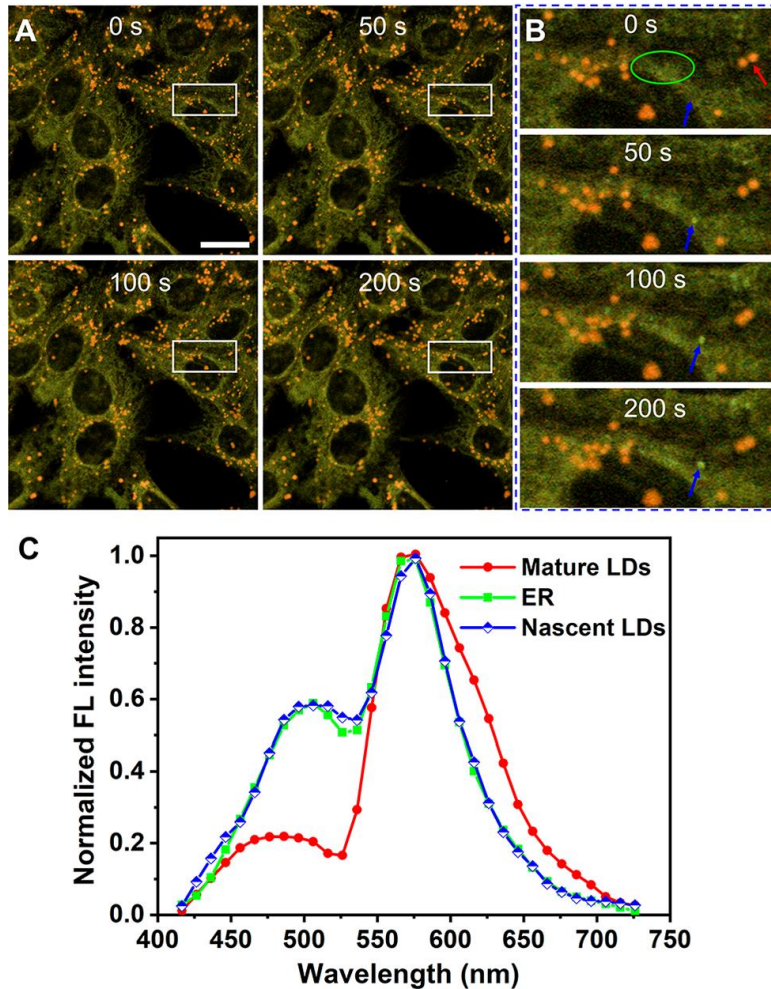 A
0 s
50 s
100 s
200 s
B
0 s
50 s
100 s
200 s
C
Normalized FL intensity
1.0
0.8
0.6
0.4
0.2
0.0
Mature LDs
ER
Nascent LDs
400 450 500 550 600 650 700 750
Wavelength (nm)